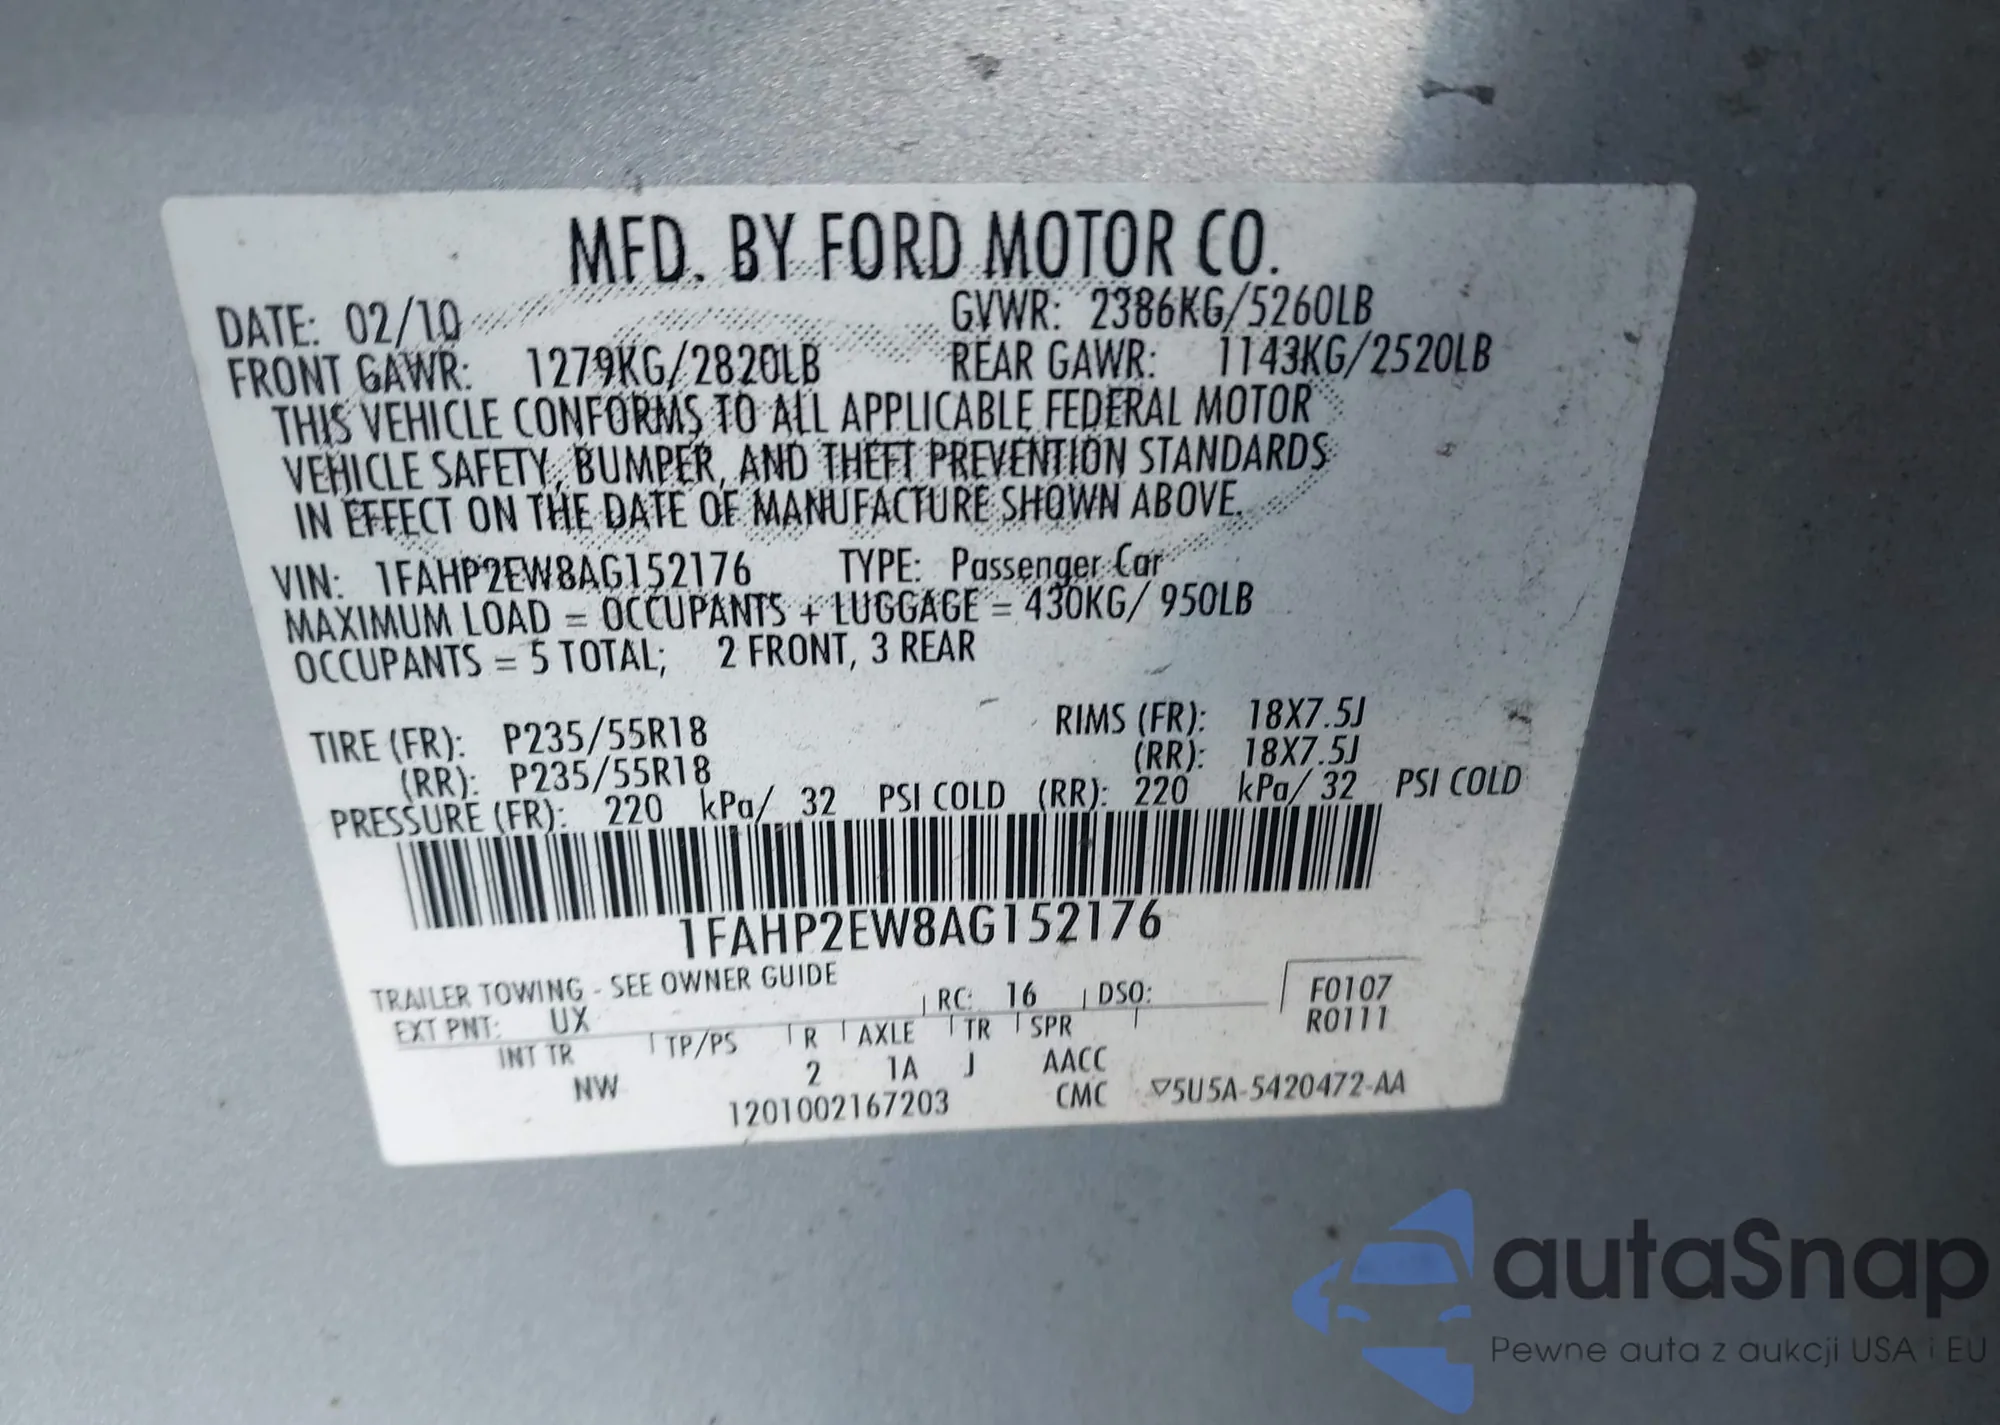 MFD. BY FORD MOTOR CO.
DATE: 02/10 GVWR: 2386KG/5260LB
FRONT GAWR: 1279KG/2820LB REAR GAWR: 1143KG/2520LB
THIS VEHICLE CONFORMS TO ALL APPLICABLE FEDERAL MOTOR
VEHICLE SAFETY, BUMPER, AND THEFT PREVENTION STANDARDS
IN EFFECT ON THE DATE OF MANUFACTURE SHOWN ABOVE.
VIN: 1FAHP2EW8AG152176 TYPE: Passenger Car
MAXIMUM LOAD = OCCUPANTS + LUGGAGE = 430KG/ 950LB
OCCUPANTS = 5 TOTAL; 2 FRONT, 3 REAR
TIRE (FR): P235/55R18 RIMS (FR): 18X7.5J
(RR): P235/55R18 (RR): 18X7.5J
PRESSURE (FR): 220 kPa/ 32 PSI COLD (RR): 220 kPa/ 32 PSI COLD
1FAHP2EW8AG152176
TRAILER TOWING - SEE OWNER GUIDE
EXT PNT: UX RC: 16 DSO: F0107
INT TR TP/PS R AXLE TR SPR R0111
NW 2 1A J AACC
1201002167203 CMC ▽5U5A-5420472-AA
autaSnap
Pewne auta z aukcji USA i EU